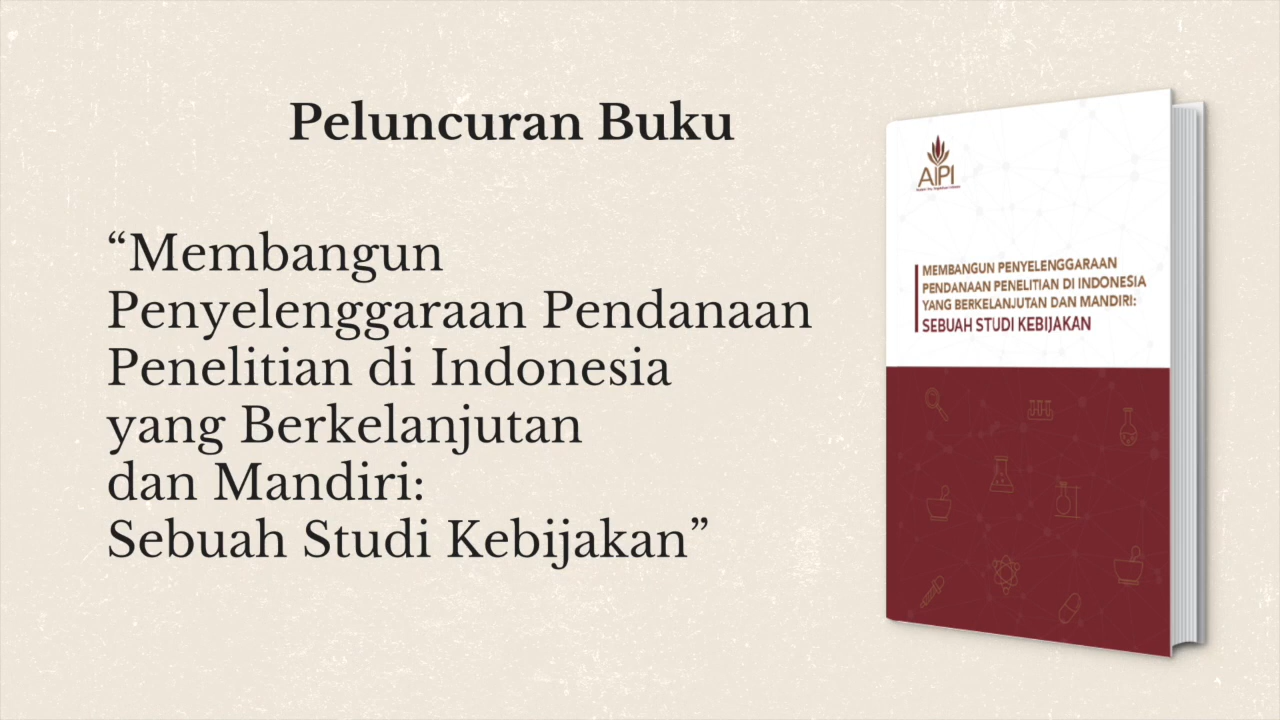 Peluncuran Buku
“Membangun
Penyelenggaraan Pendanaan
Penelitian di Indonesia
yang Berkelanjutan
dan Mandiri:
Sebuah Studi Kebijakan”
AIPI
MEMBANGUN PENYELENGGARAAN
PENDANAAN PENELITIAN DI INDONESIA
YANG BERKELANJUTAN DAN MANDIRI:
SEBUAH STUDI KEBIJAKAN